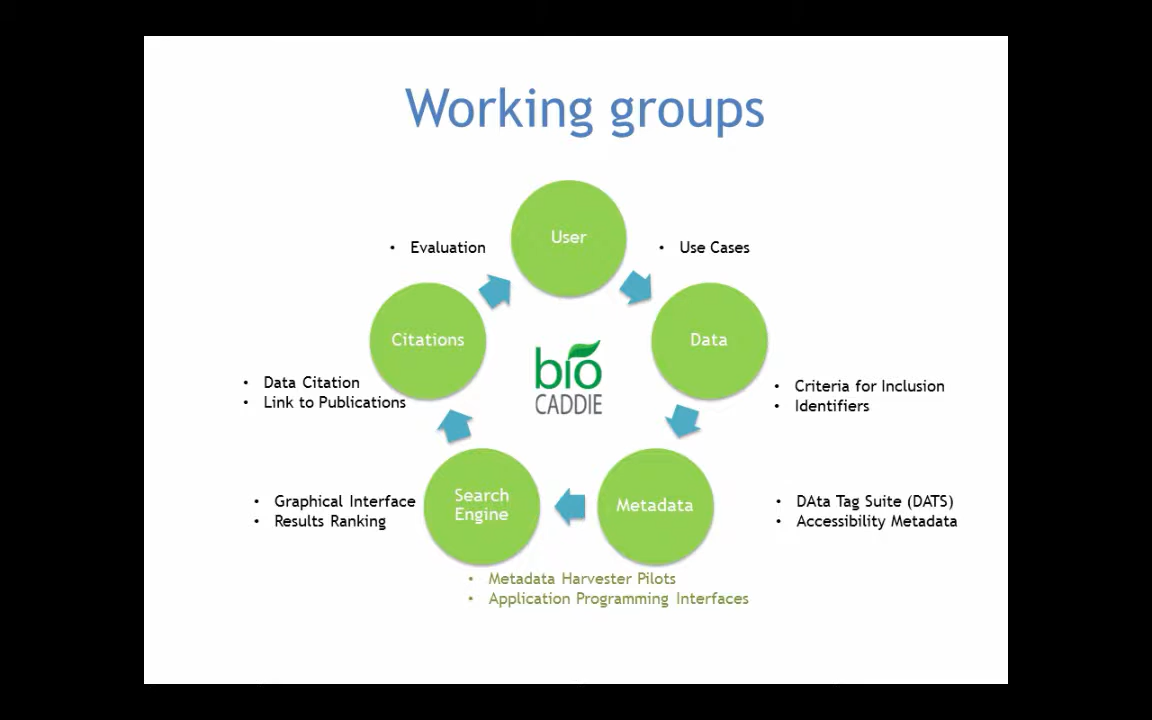 Working groups
User
• Evaluation
• Use Cases
Citations
Data
bio
CADDIE
• Data Citation
• Link to Publications
• Criteria for Inclusion
• Identifiers
Search
Engine
Metadata
• Graphical Interface
• Results Ranking
• DAta Tag Suite (DATS)
• Accessibility Metadata
• Metadata Harvester Pilots
• Application Programming Interfaces